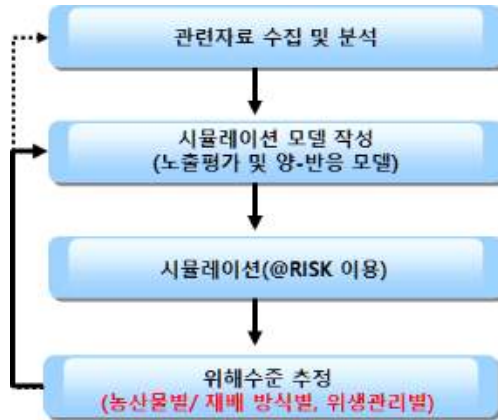 관련자료 수집 및 분석
시뮬레이션 모델 작성
(노출평가 및 양-반응 모델)
시뮬레이션(@RISK 이용)
위해수준 추정
(농산물별/ 재배 방식별, 위생관리별)